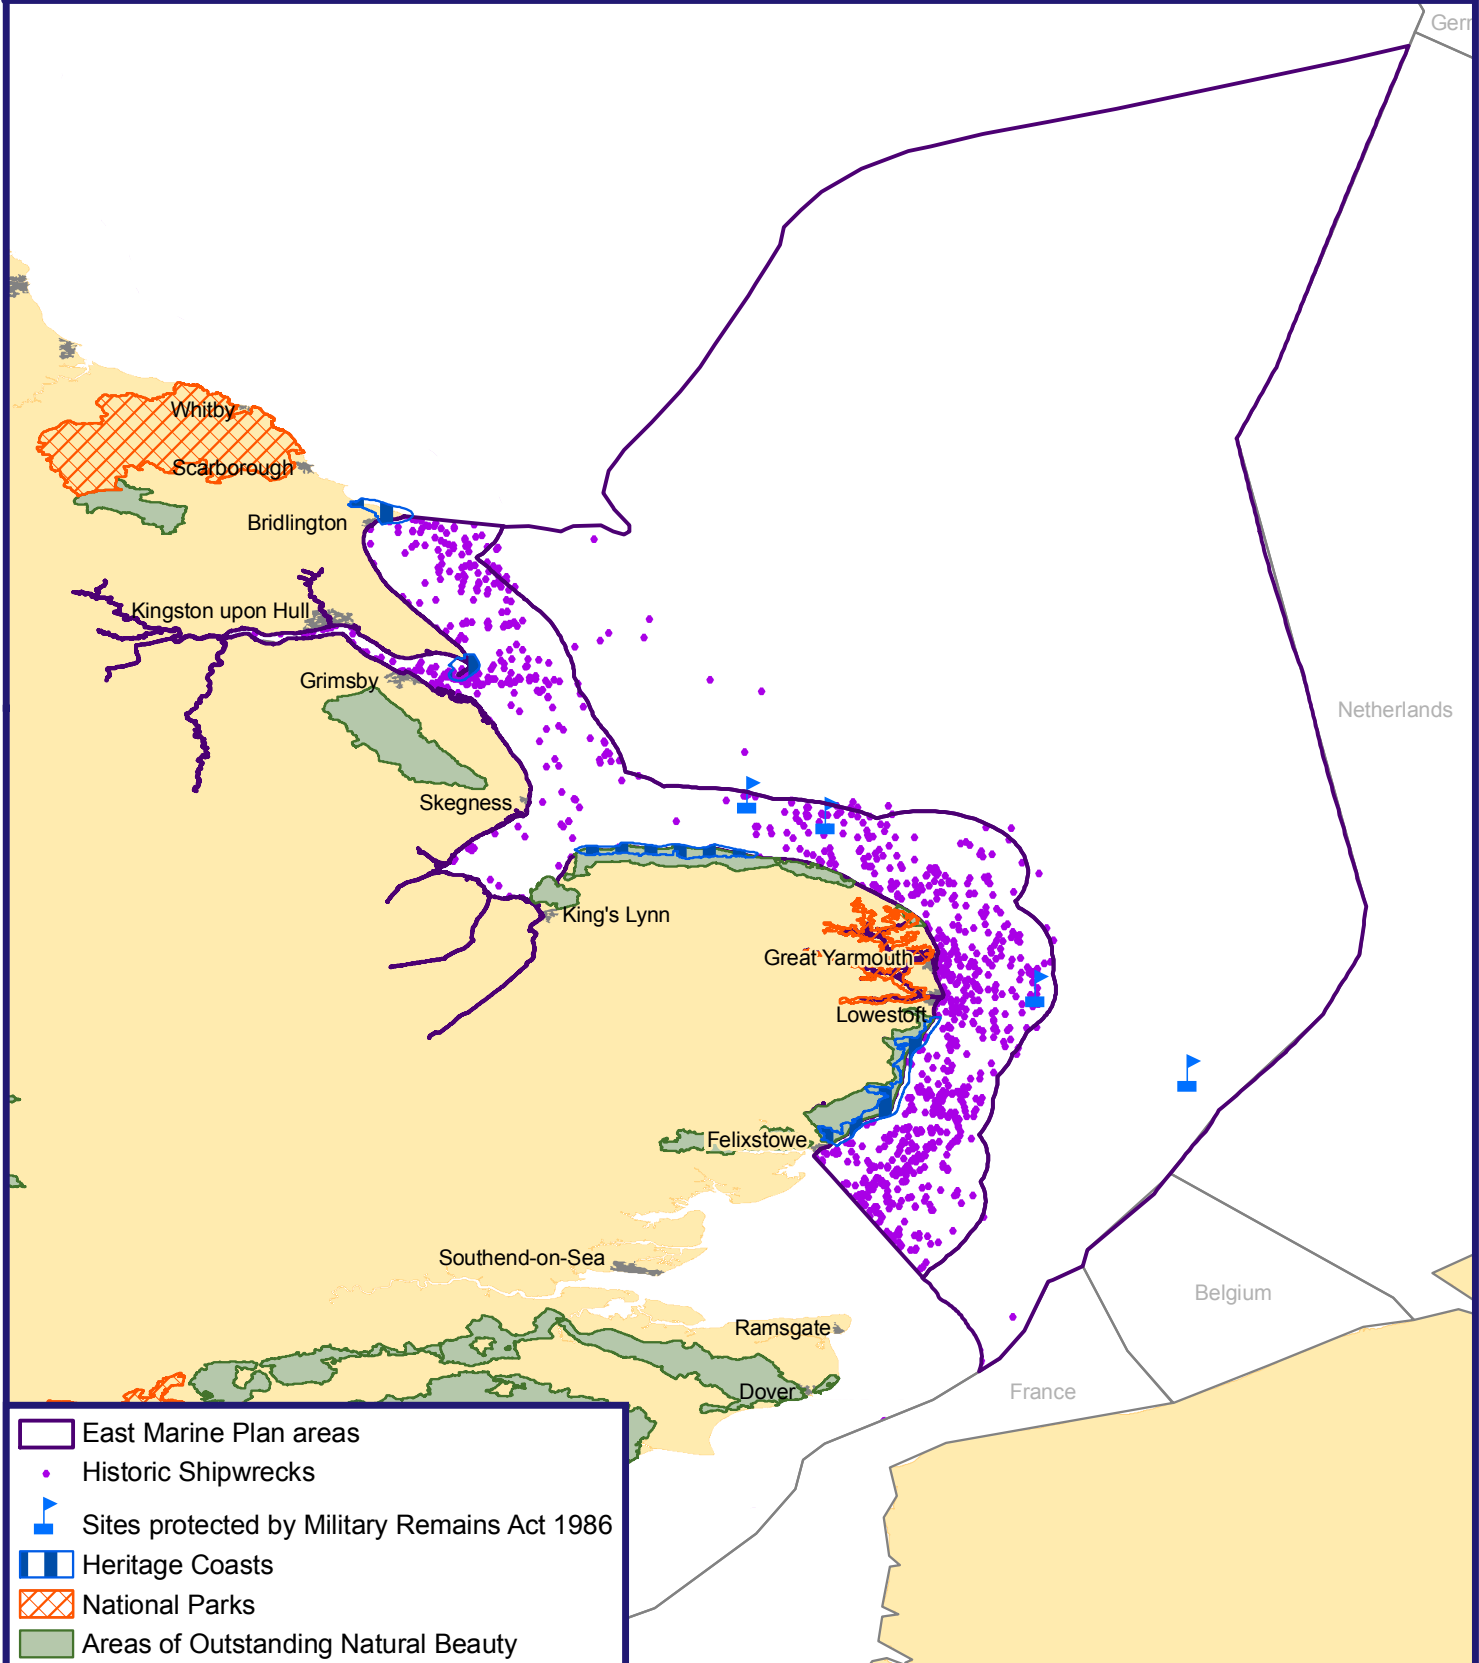 Gerr
Whitby
Scarborough
Bridlington
Kingston upon Hull
Grimsby
Netherlands
Skegness
King's Lynn
Great Yarmouth
Lowestoft
Felixstowe
Southend-on-Sea
Belgium
Ramsgate
Dover
France
East Marine Plan areas
Historic Shipwrecks
Sites protected by Military Remains Act 1986
Heritage Coasts
National Parks
Areas of Outstanding Natural Beauty